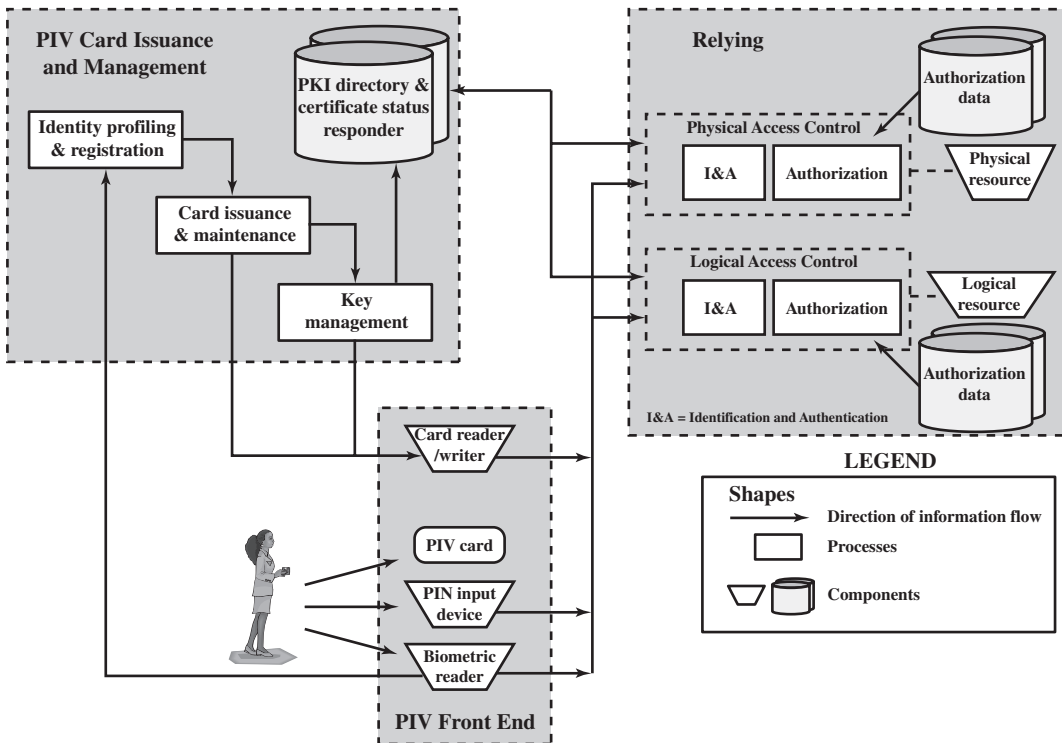 PIV Card Issuance
and Management
PKI directory &
certificate status
responder
Identity profiling
& registration
Card issuance
& maintenance
Key
management
Relying
Authorization
data
Physical Access Control
I&A
Authorization
Physical
resource
Logical Access Control
I&A
Authorization
Logical
resource
Authorization
data
I&A = Identification and Authentication
Card reader
/writer
PIV card
PIN input
device
Biometric
reader
PIV Front End
LEGEND
Shapes
Direction of information flow
Processes
Components